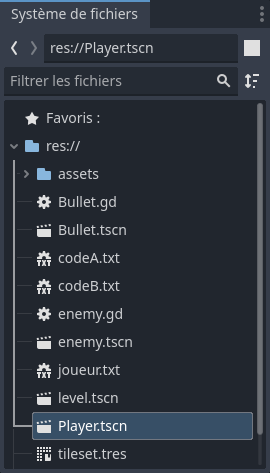 Système de fichiers
res://Player.tscn
Filtrer les fichiers
Favoris :
res://
assets
Bullet.gd
Bullet.tscn
codeA.txt
codeB.txt
enemy.gd
enemy.tscn
joueur.txt
level.tscn
Player.tscn
tileset.tres